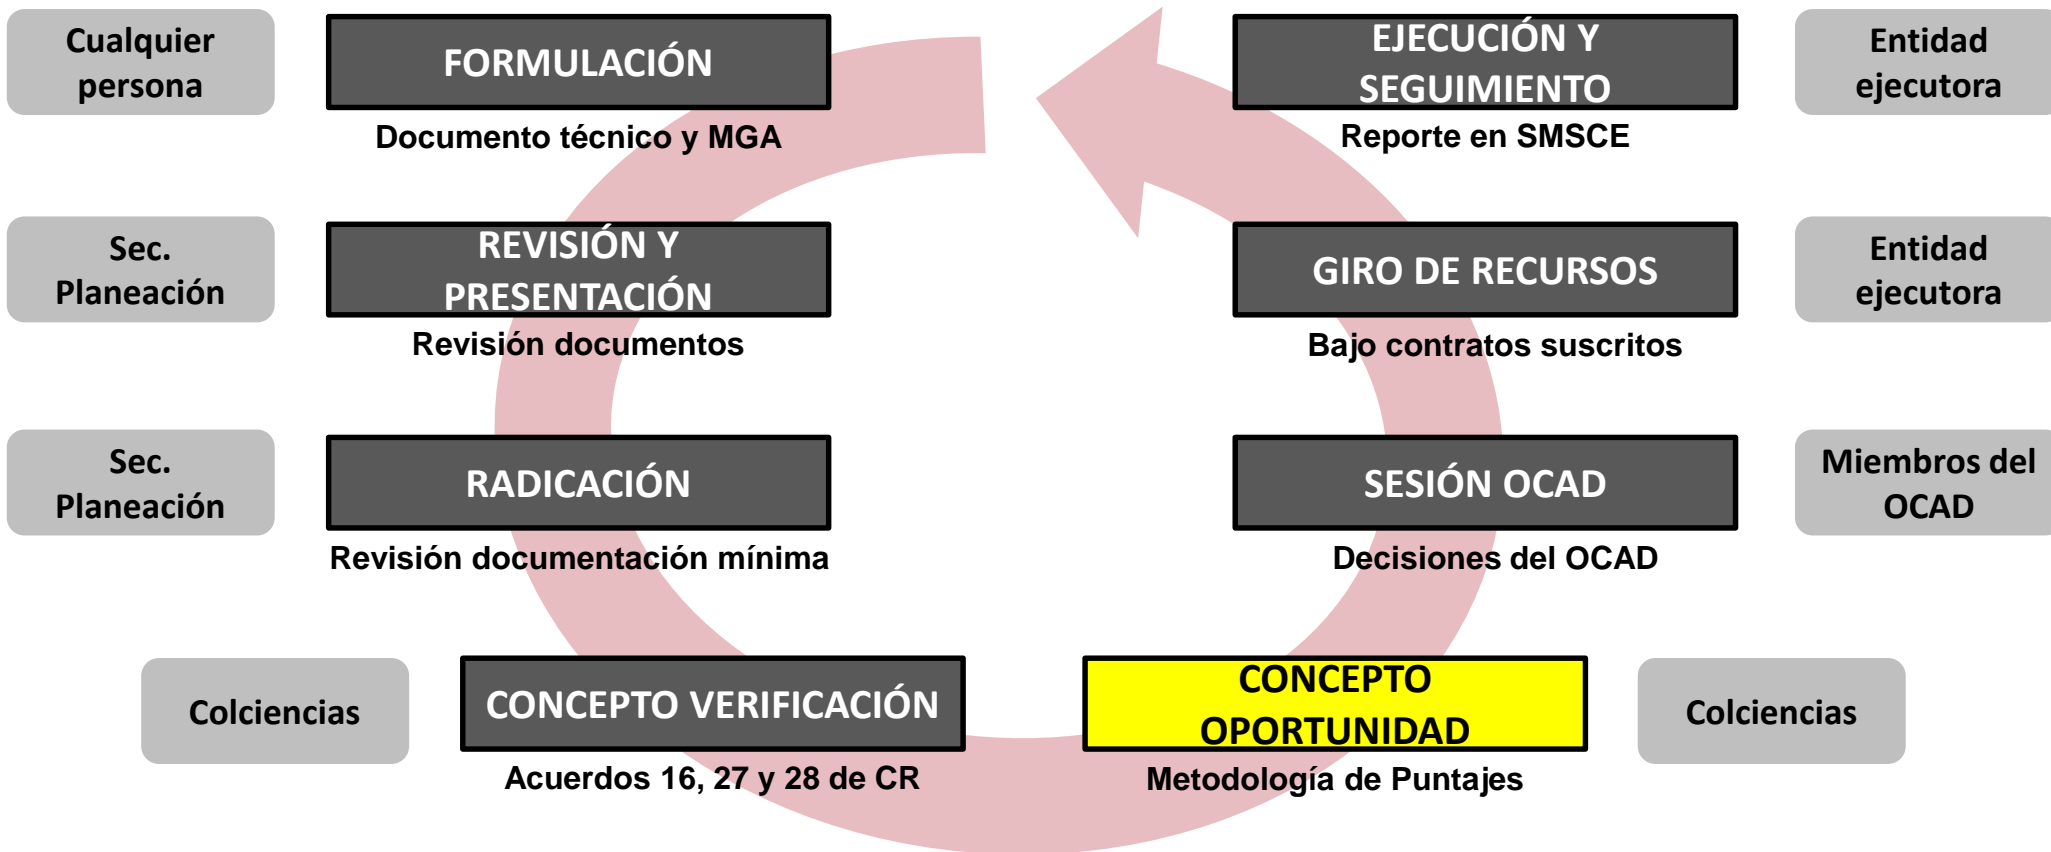 Cualquier
persona
FORMULACIÓN
Documento técnico y MGA
Sec.
Planeación
REVISIÓN Y
PRESENTACIÓN
Revisión documentos
Sec.
Planeación
RADICACIÓN
Revisión documentación mínima
Colciencias
CONCEPTO VERIFICACIÓN
Acuerdos 16, 27 y 28 de CR
CONCEPTO
OPORTUNIDAD
Metodología de Puntajes
Colciencias
SESIÓN OCAD
Decisiones del OCAD
Miembros del
OCAD
GIRO DE RECURSOS
Bajo contratos suscritos
Entidad
ejecutora
EJECUCIÓN Y
SEGUIMIENTO
Reporte en SMSCE
Entidad
ejecutora